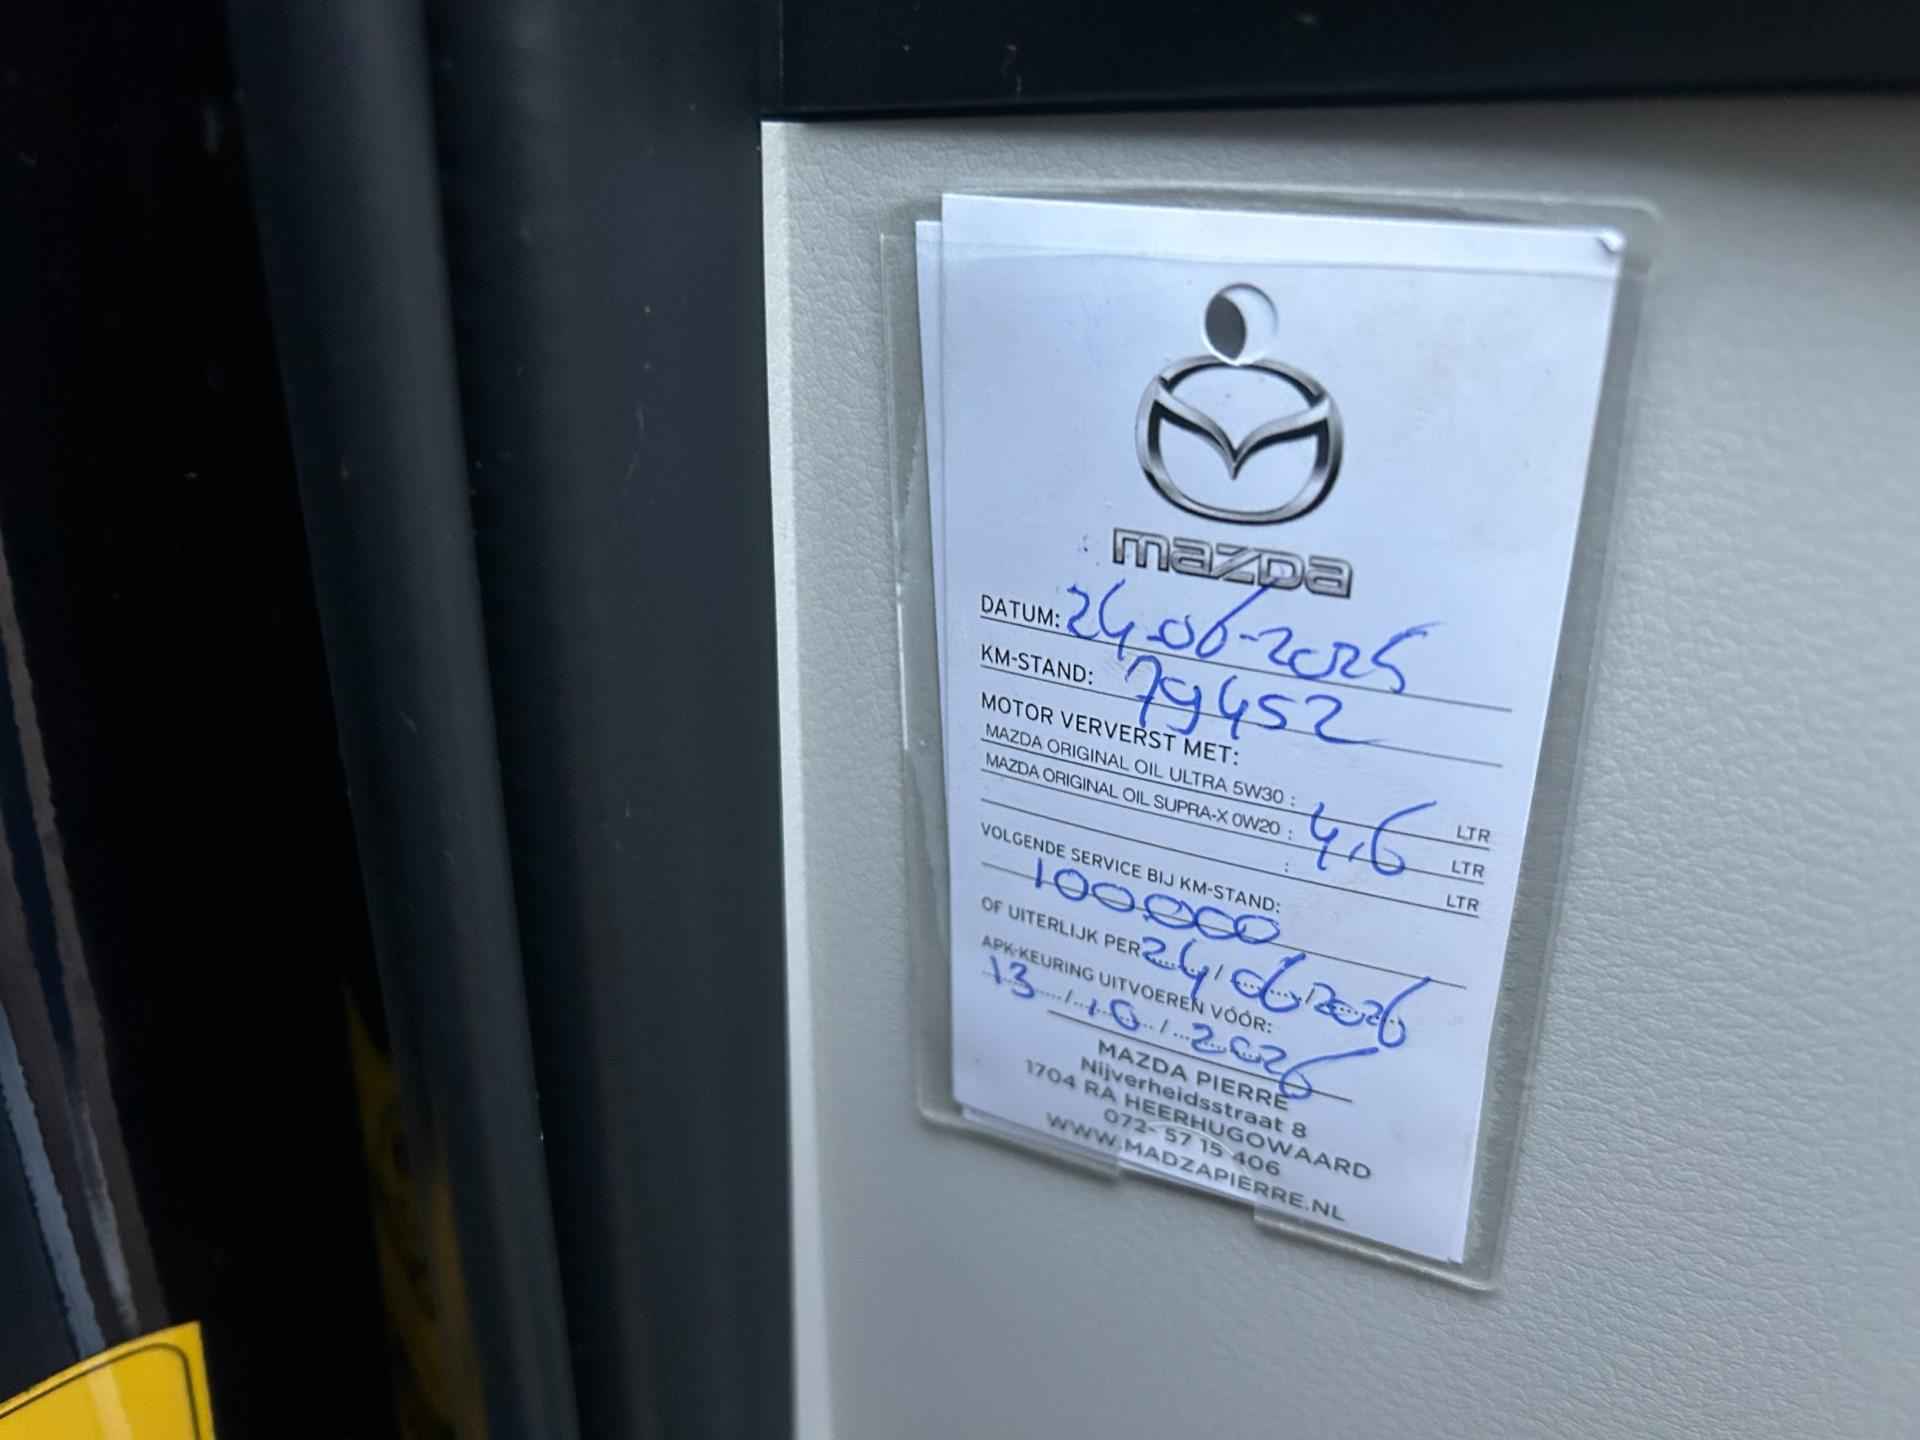 mazda
DATUM: 24-06-2025
KM-STAND: 79452
MOTOR VERVERST MET:
MAZDA ORIGINAL OIL ULTRA 5W30 : LTR
MAZDA ORIGINAL OIL SUPRA-X 0W20 : 4,6 LTR
: LTR
VOLGENDE SERVICE BIJ KM-STAND:
100.000
OF UITERLIJK PER 24/06/2026
APK-KEURING UITVOEREN VÓÓR:
13/10/2026
MAZDA PIERRE
Nijverheidsstraat 8
1704 RA HEERHUGOWAARD
072- 57 15 406
WWW.MADZAPIERRE.NL